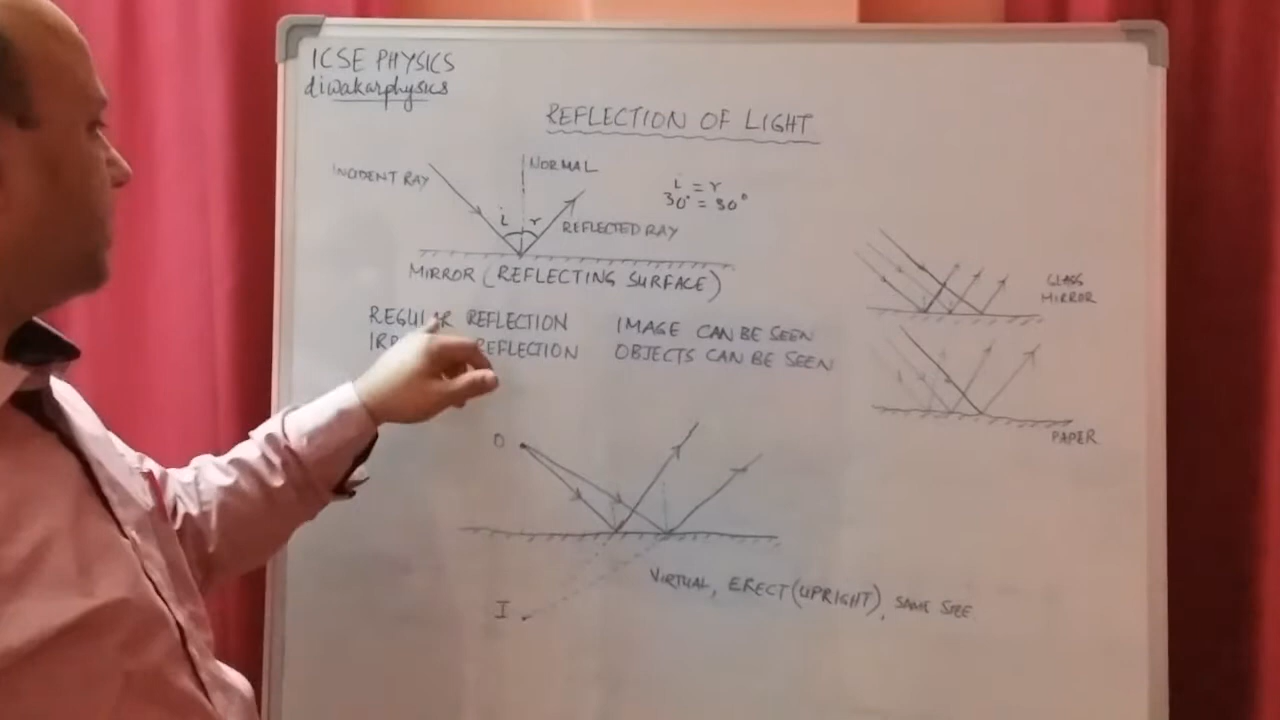 ICSE PHYSICS
diwakarphysics
REFLECTION OF LIGHT
INCIDENT RAY
NORMAL
i r
i = r
30° = 30°
REFLECTED RAY
MIRROR (REFLECTING SURFACE)
GLASS
MIRROR
REFLECTION IMAGE CAN BE SEEN
REFLECTION OBJECTS CAN BE SEEN
PAPER
O
I
VIRTUAL, ERECT (UPRIGHT), SAME SIZE